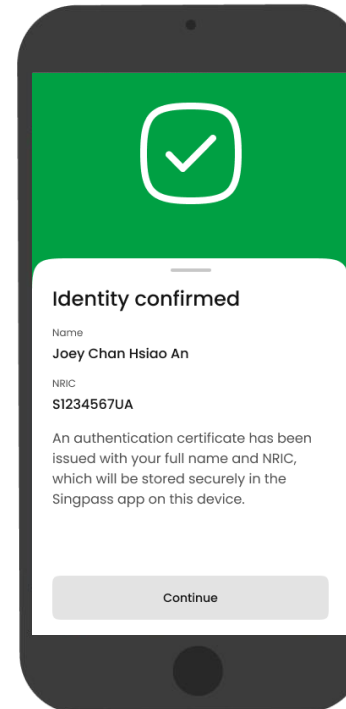 Identity confirmed
Name
Joey Chan Hsiao An
NRIC
S1234567UA
An authentication certificate has been
issued with your full name and NRIC,
which will be stored securely in the
Singpass app on this device.
Continue